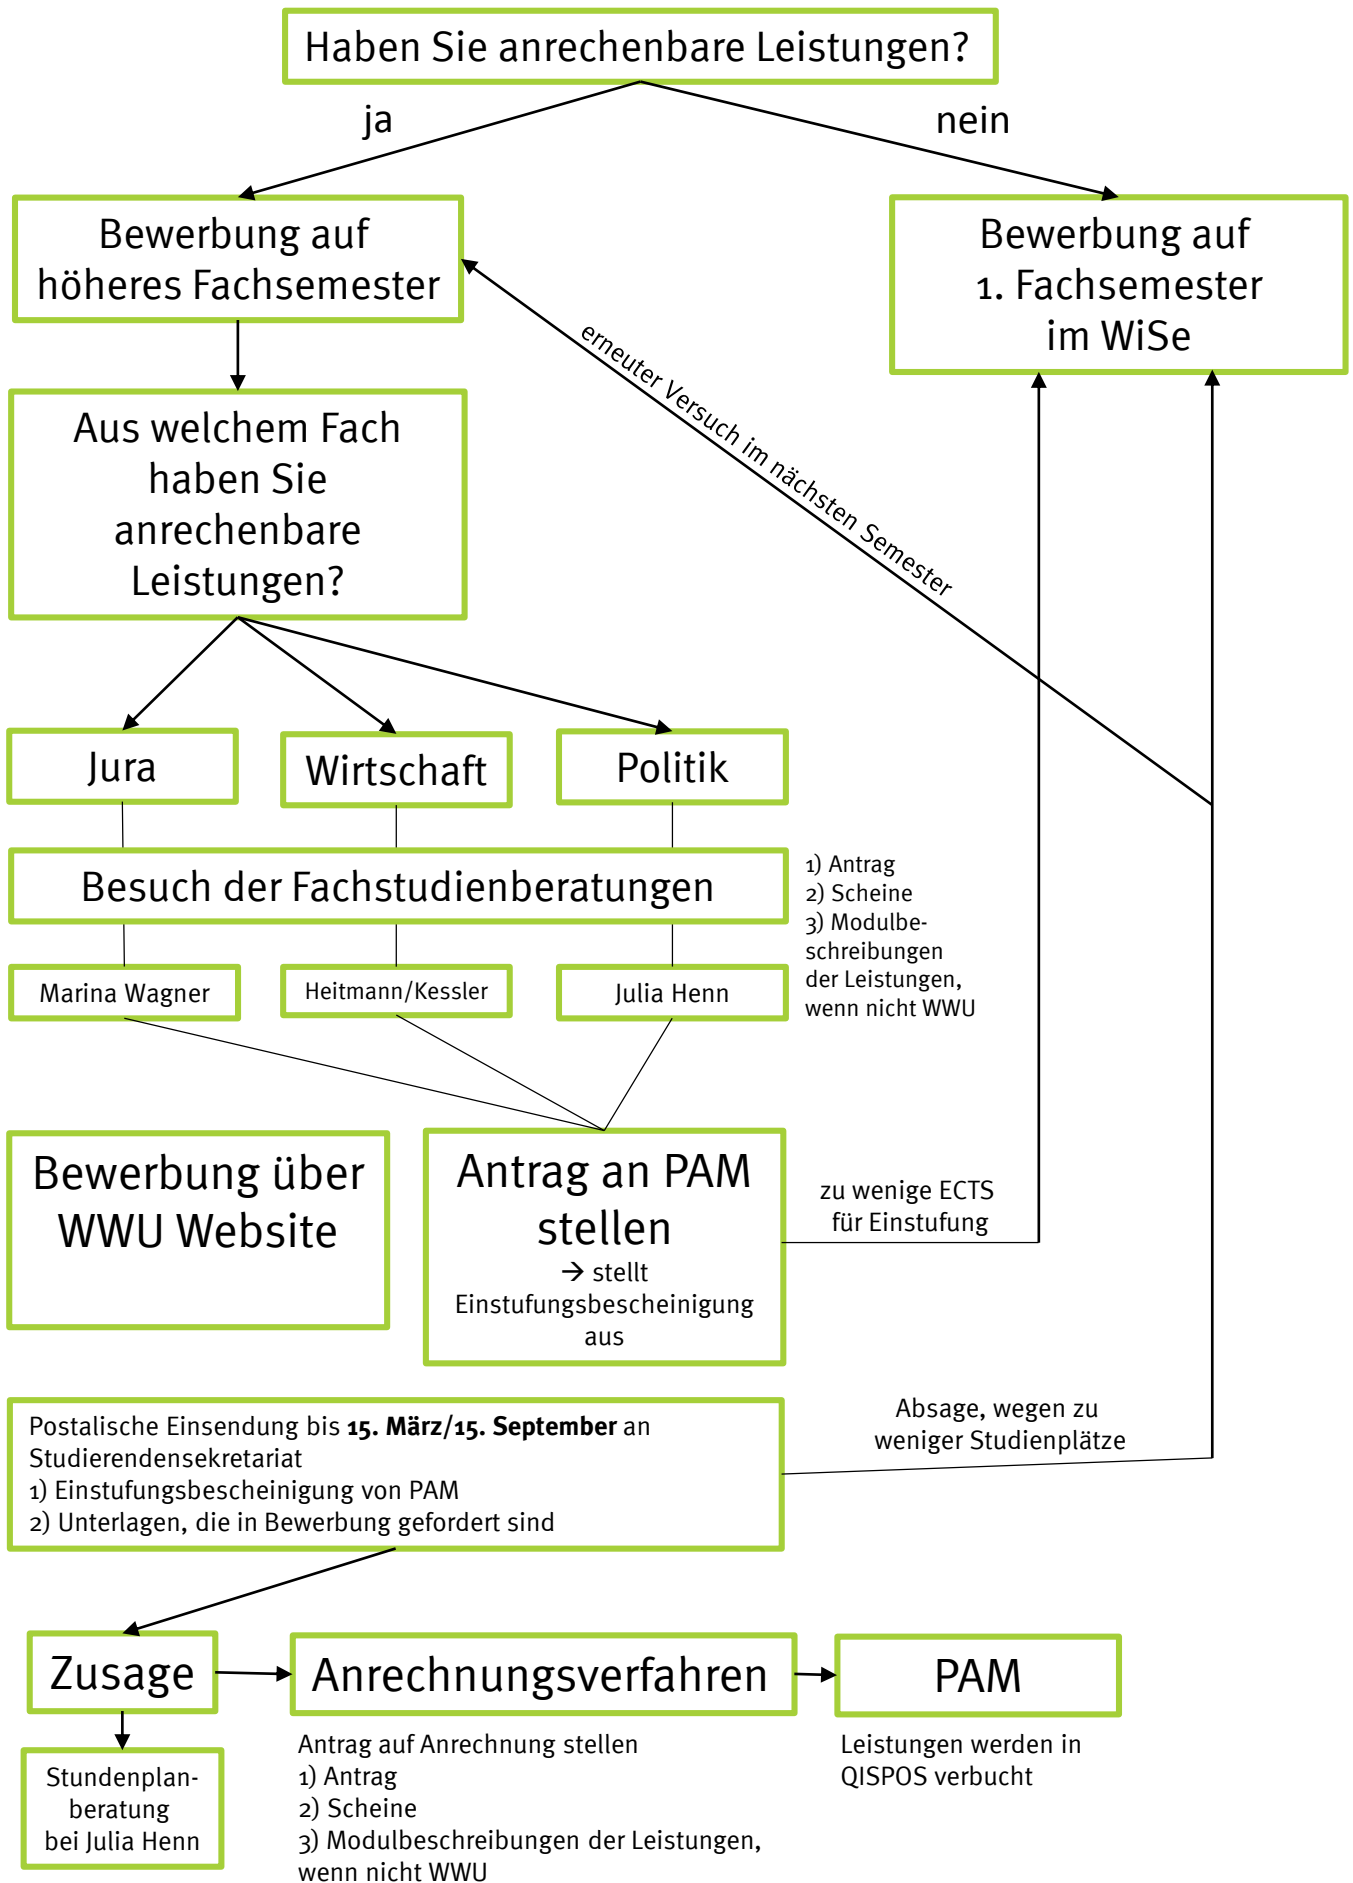 Haben Sie anrechenbare Leistungen?
ja
nein
Bewerbung auf
höheres Fachsemester
Bewerbung auf
1. Fachsemester
im WiSe
erneuter Versuch im nächsten Semester
Aus welchem Fach
haben Sie
anrechenbare
Leistungen?
Jura
Wirtschaft
Politik
Besuch der Fachstudienberatungen
1) Antrag
2) Scheine
3) Modulbe-
schreibungen
der Leistungen,
wenn nicht WWU
Marina Wagner
Heitmann/Kessler
Julia Henn
Bewerbung über
WWU Website
Antrag an PAM
stellen
→ stellt
Einstufungsbescheinigung
aus
zu wenige ECTS
für Einstufung
Postalische Einsendung bis 15. März/15. September an
Studierendensekretariat
1) Einstufungsbescheinigung von PAM
2) Unterlagen, die in Bewerbung gefordert sind
Absage, wegen zu
weniger Studienplätze
Zusage
Anrechnungsverfahren
PAM
Stundenplan-
beratung
bei Julia Henn
Antrag auf Anrechnung stellen
1) Antrag
2) Scheine
3) Modulbeschreibungen der Leistungen,
wenn nicht WWU
Leistungen werden in
QISPOS verbucht